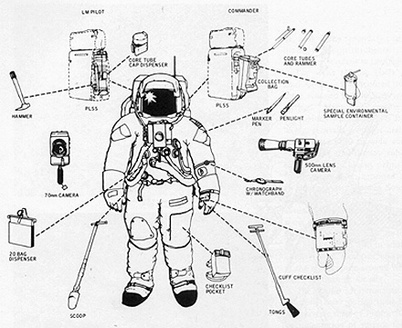 LM PILOT
COMMANDER
CORE TUBE
CAP DISPENSER
CORE TUBES
AND RAMMER
COLLECTION
BAG
HAMMER
PLSS
PLSS
MARKER
PEN
PENLIGHT
SPECIAL ENVIRONMENTAL
SAMPLE CONTAINER
70mm CAMERA
500mm LENS
CAMERA
CHRONOGRAPH
W/WATCHBAND
20 BAG
DISPENSER
CUFF CHECKLIST
SCOOP
CHECKLIST
POCKET
TONGS